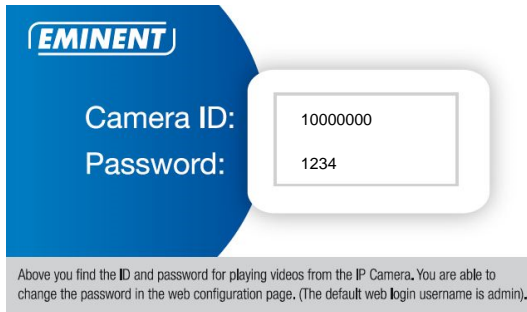 EMINENT
Camera ID: 10000000
Password: 1234
Above you find the ID and password for playing videos from the IP Camera. You are able to
change the password in the web configuration page. (The default web login username is admin).